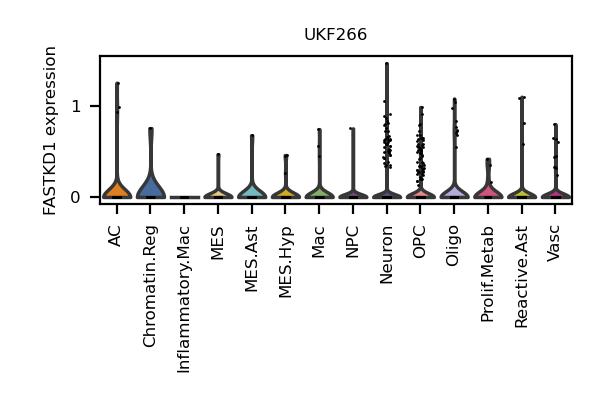 UKF266
FASTKD1 expression
1
0
AC
Chromatin.Reg
Inflammatory.Mac
MES
MES.Ast
MES.Hyp
Mac
NPC
Neuron
OPC
Oligo
Prolif.Metab
Reactive.Ast
Vasc